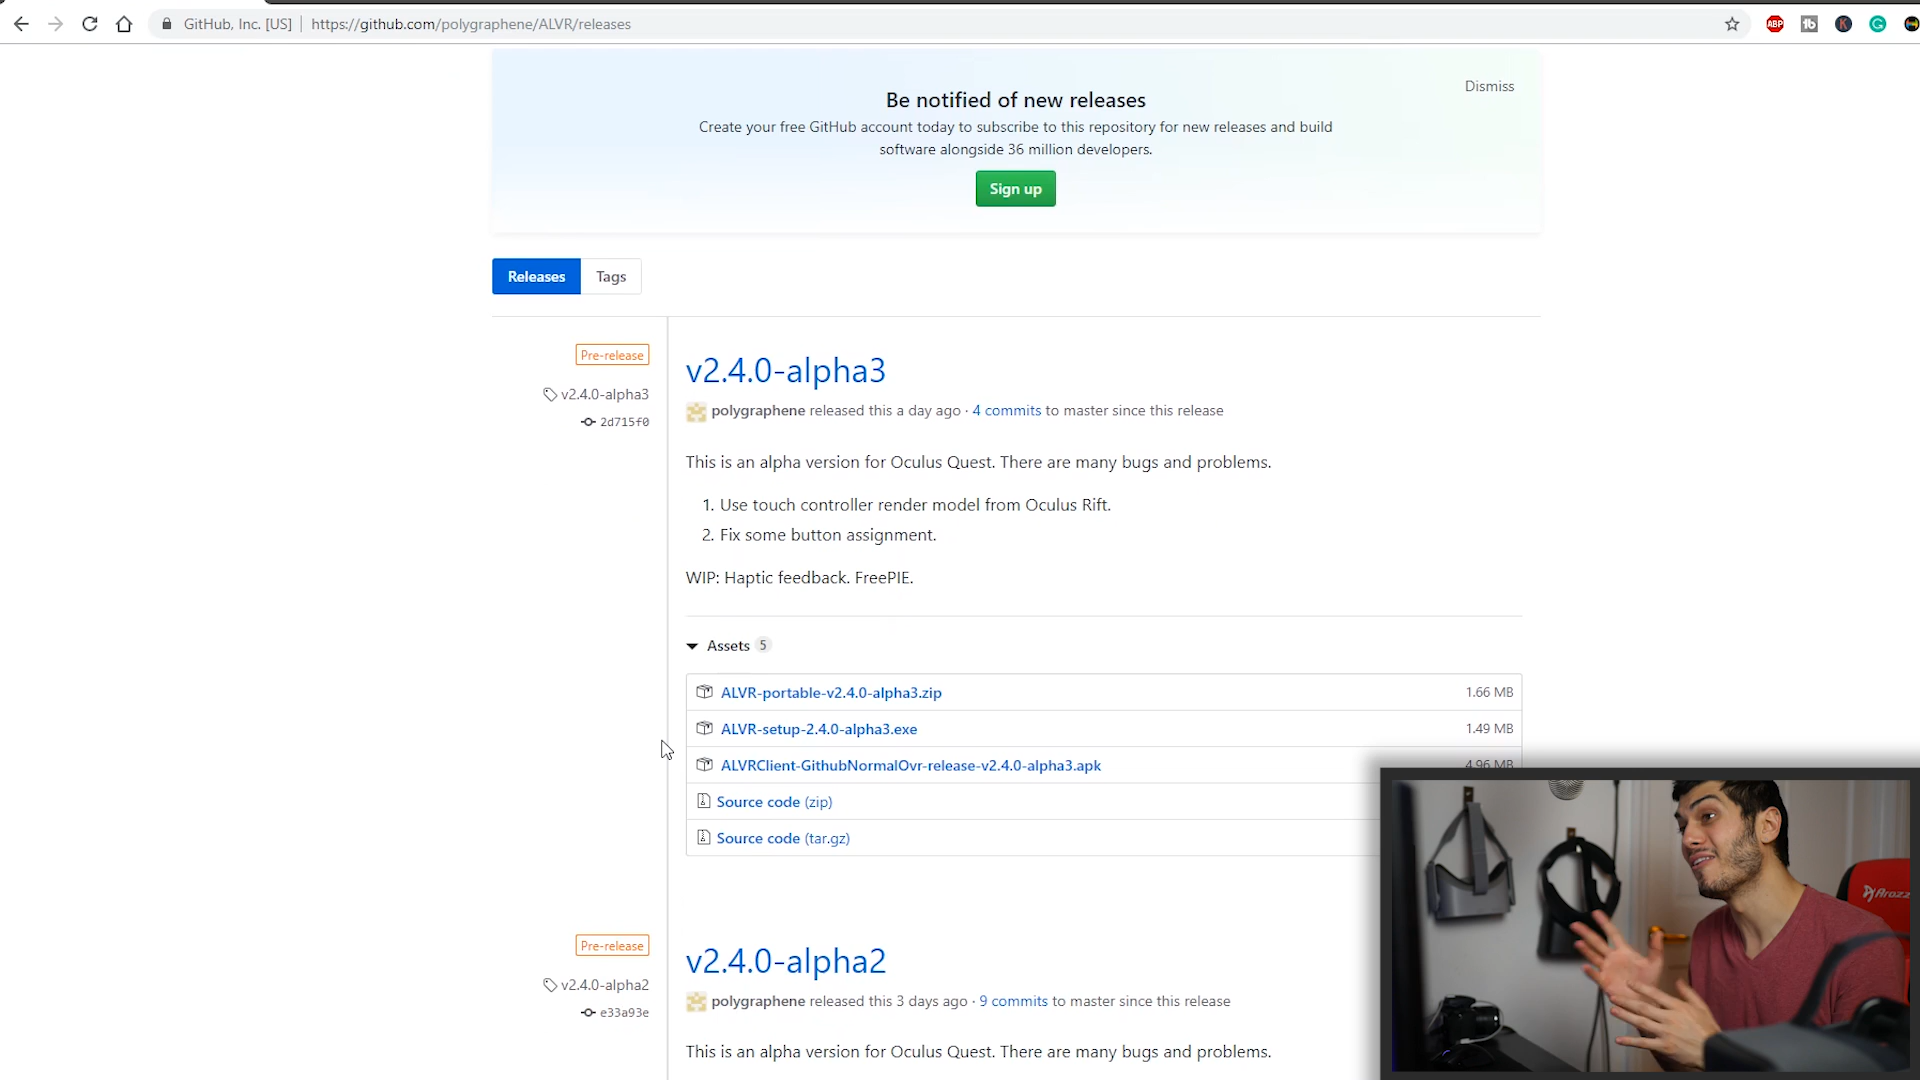 GitHub, Inc. [US] | https://github.com/polygraphene/ALVR/releases
ABP
Be notified of new releases
Dismiss
Create your free GitHub account today to subscribe to this repository for new releases and build
software alongside 36 million developers.
Sign up
Releases
Tags
Pre-release
v2.4.0-alpha3
2d715f0
v2.4.0-alpha3
polygraphene released this a day ago · 4 commits to master since this release
This is an alpha version for Oculus Quest. There are many bugs and problems.
1. Use touch controller render model from Oculus Rift.
2. Fix some button assignment.
WIP: Haptic feedback. FreePIE.
Assets 5
ALVR-portable-v2.4.0-alpha3.zip 1.66 MB
ALVR-setup-2.4.0-alpha3.exe 1.49 MB
ALVRClient-GithubNormalOvr-release-v2.4.0-alpha3.apk 4.96 MB
Source code (zip)
Source code (tar.gz)
Pre-release
v2.4.0-alpha2
e33a93e
v2.4.0-alpha2
polygraphene released this 3 days ago · 9 commits to master since this release
This is an alpha version for Oculus Quest. There are many bugs and problems.
Arozz